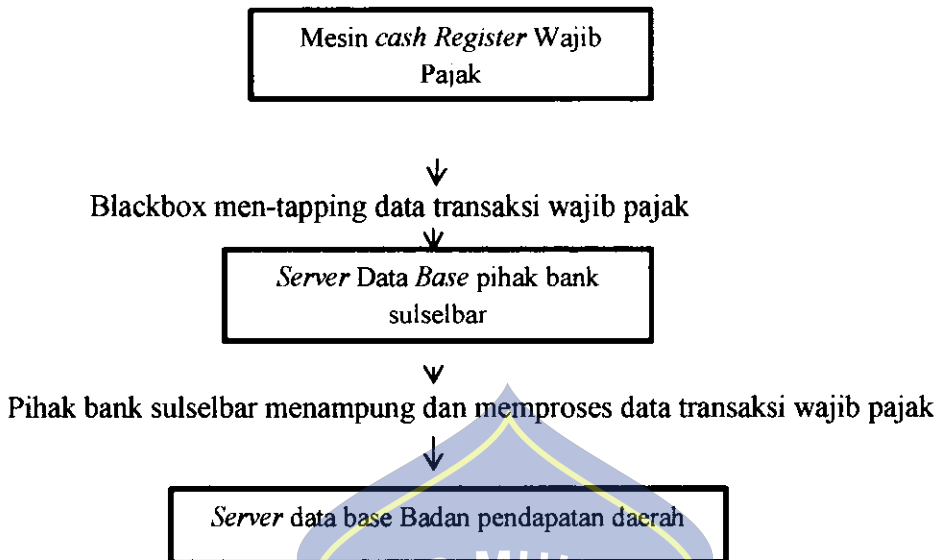 Mesin cash Register Wajib
Pajak
Blackbox men-tapping data transaksi wajib pajak
Server Data Base pihak bank
sulselbar
Pihak bank sulselbar menampung dan memproses data transaksi wajib pajak
Server data base Badan pendapatan daerah